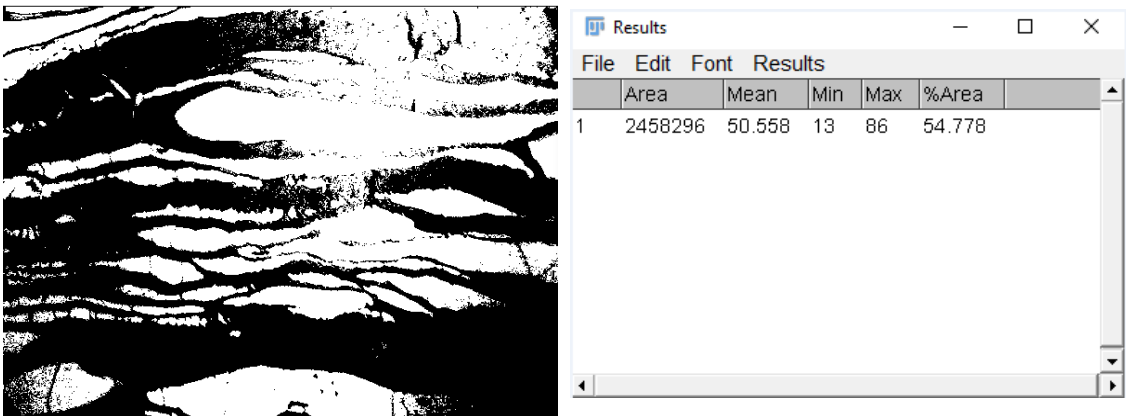 Results
File Edit Font Results
Area Mean Min Max %Area
1 2458296 50.558 13 86 54.778